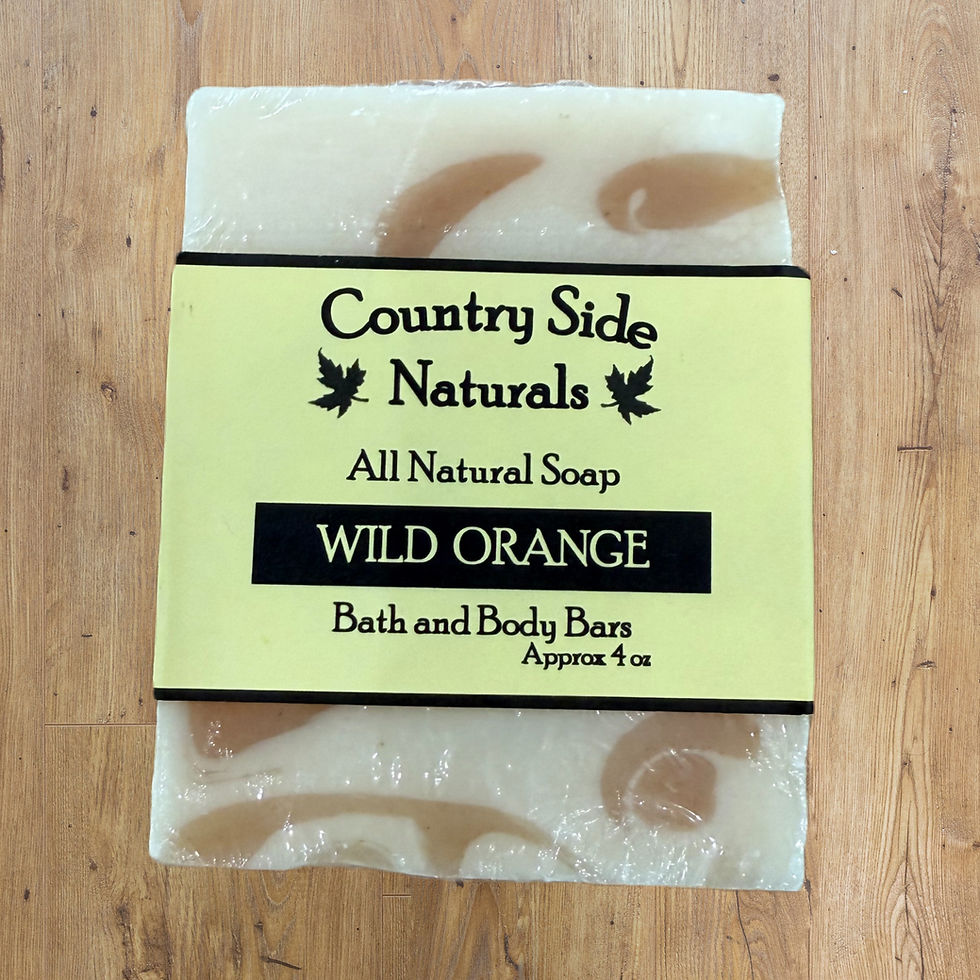 Country Side
Naturals
All Natural Soap
WILD ORANGE
Bath and Body Bars
Approx 4 oz